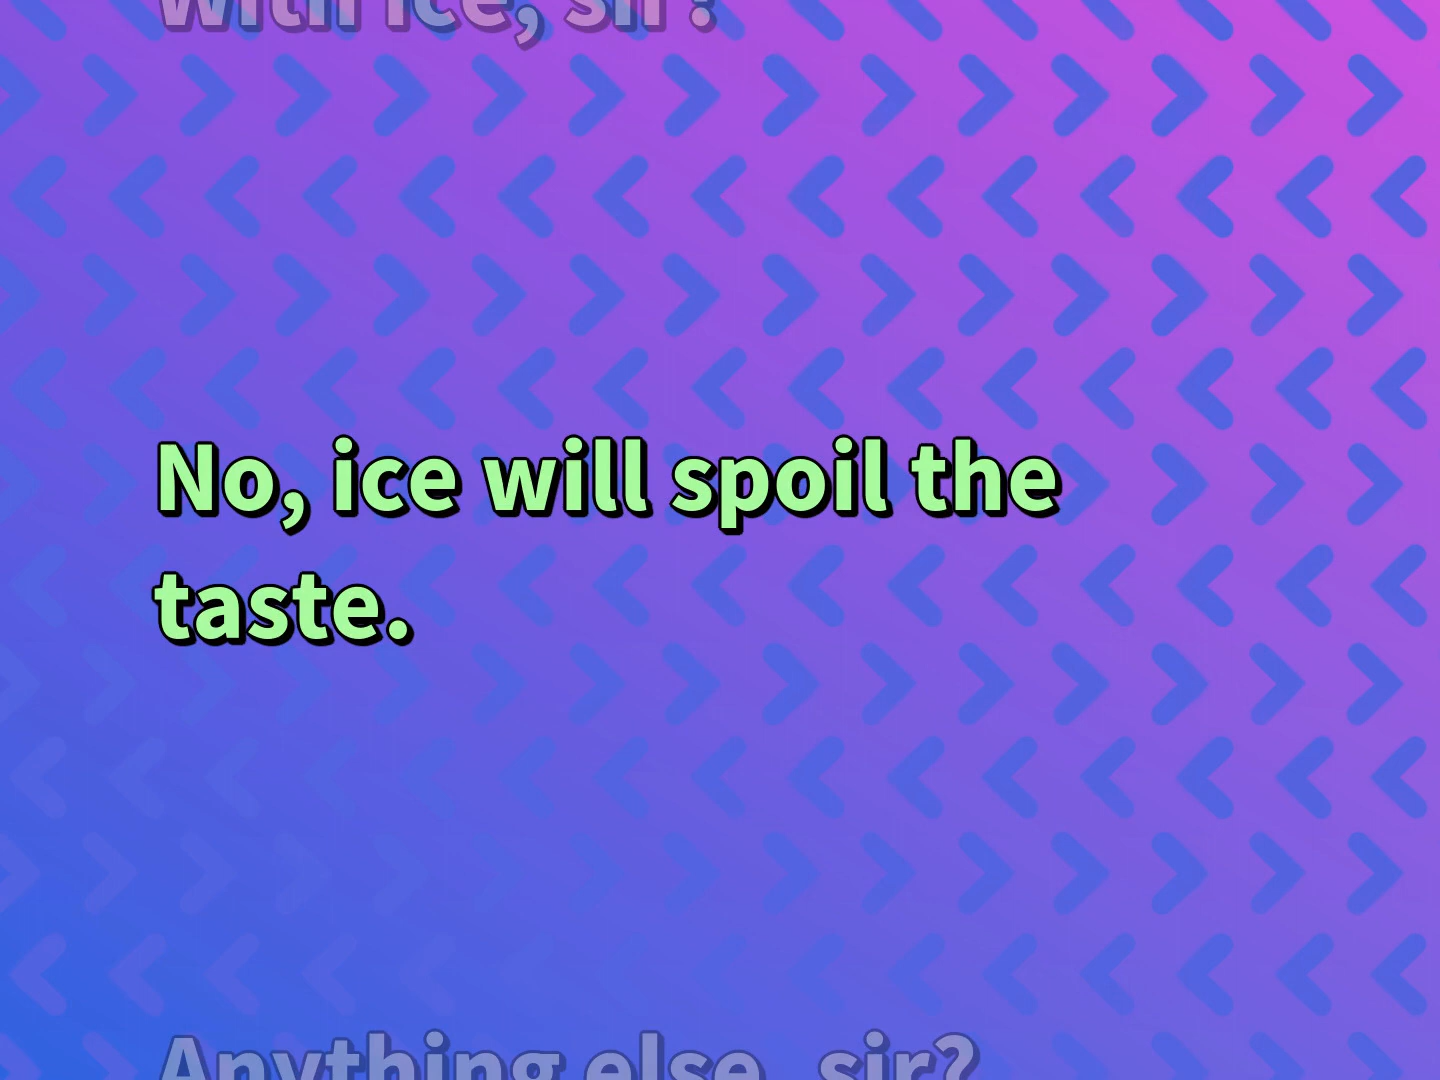 with ice, sir?
No, ice will spoil the
taste.
Anything else, sir?